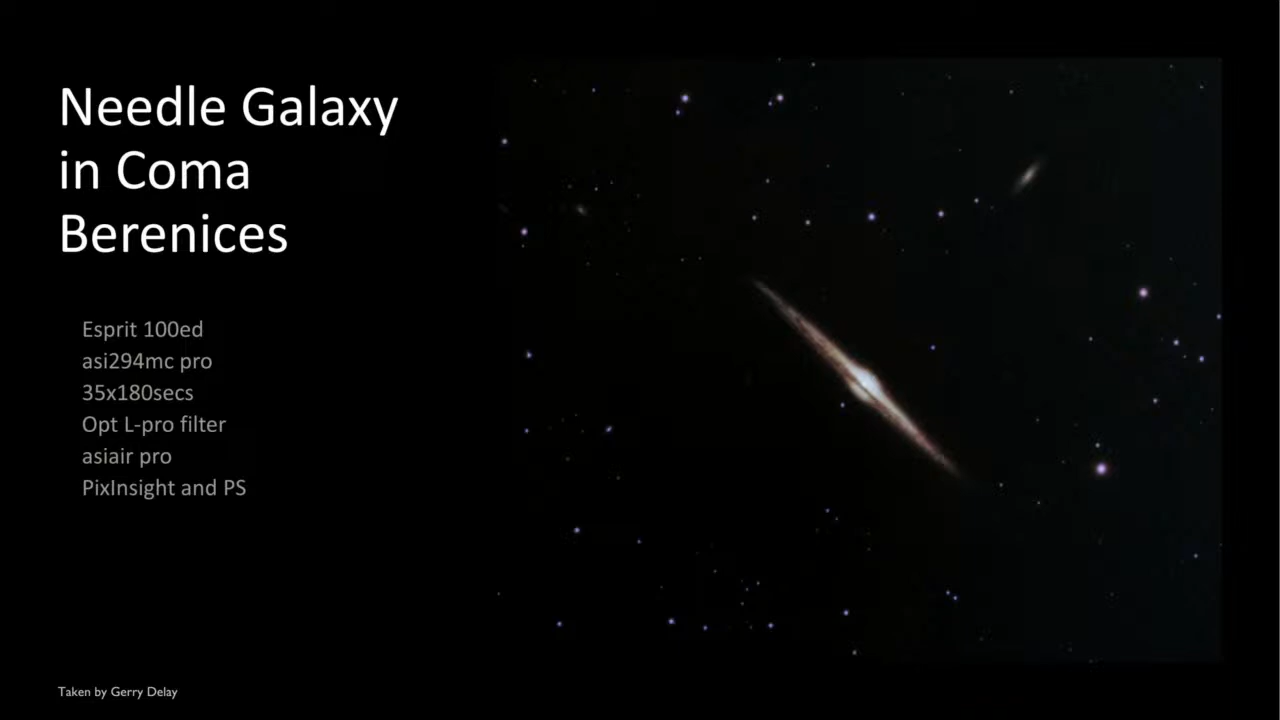 Needle Galaxy
in Coma
Berenices
Esprit 100ed
asi294mc pro
35x180secs
Opt L-pro filter
asiair pro
PixInsight and PS
Taken by Gerry Delay